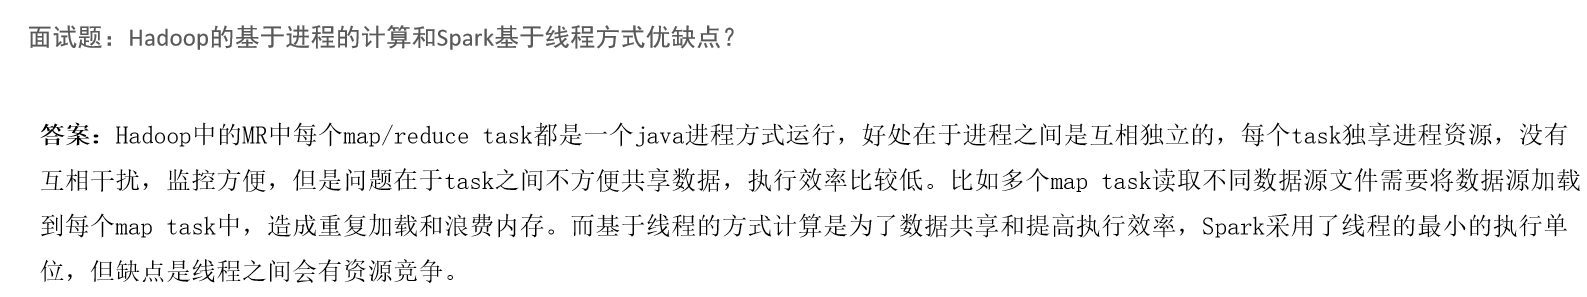 面试题：Hadoop的基于进程的计算和Spark基于线程方式优缺点？
答案：Hadoop中的MR中每个map/reduce task都是一个java进程方式运行，好处在于进程之间是互相独立的，每个task独享进程资源，没有
互相干扰，监控方便，但是问题在于task之间不方便共享数据，执行效率比较低。比如多个map task读取不同数据源文件需要将数据源加载
到每个map task中，造成重复加载和浪费内存。而基于线程的方式计算是为了数据共享和提高执行效率，Spark采用了线程的最小的执行单
位，但缺点是线程之间会有资源竞争。